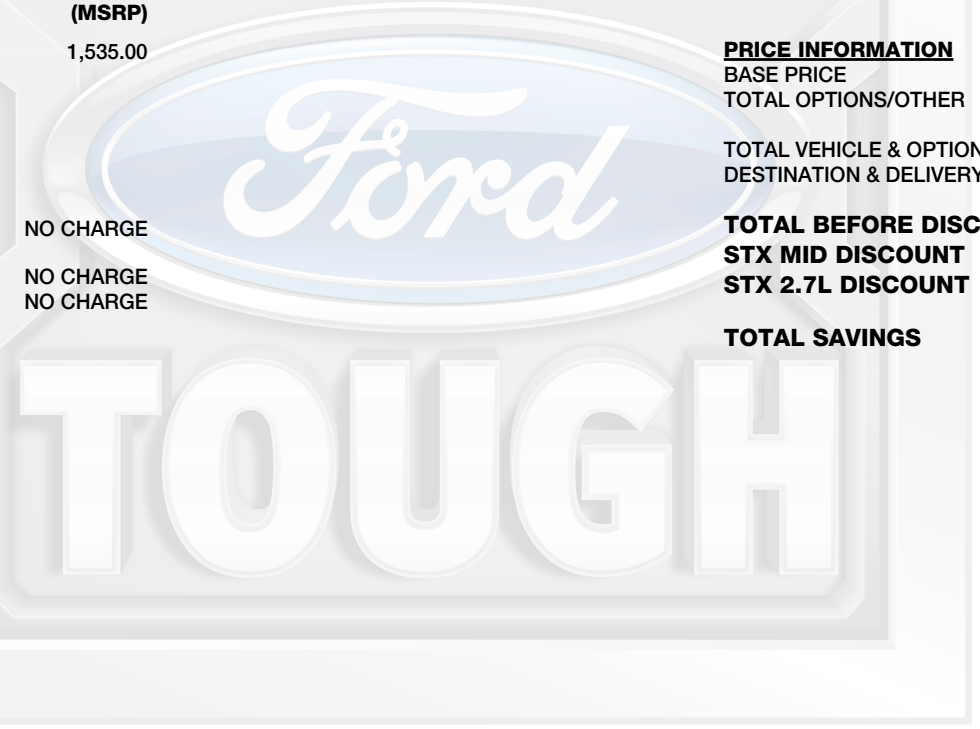 (MSRP)
1,535.00
NO CHARGE
NO CHARGE
NO CHARGE
PRICE INFORMATION
BASE PRICE
TOTAL OPTIONS/OTHER
TOTAL VEHICLE & OPTION
DESTINATION & DELIVERY
TOTAL BEFORE DISC
STX MID DISCOUNT
STX 2.7L DISCOUNT
TOTAL SAVINGS
Ford
TOUGH